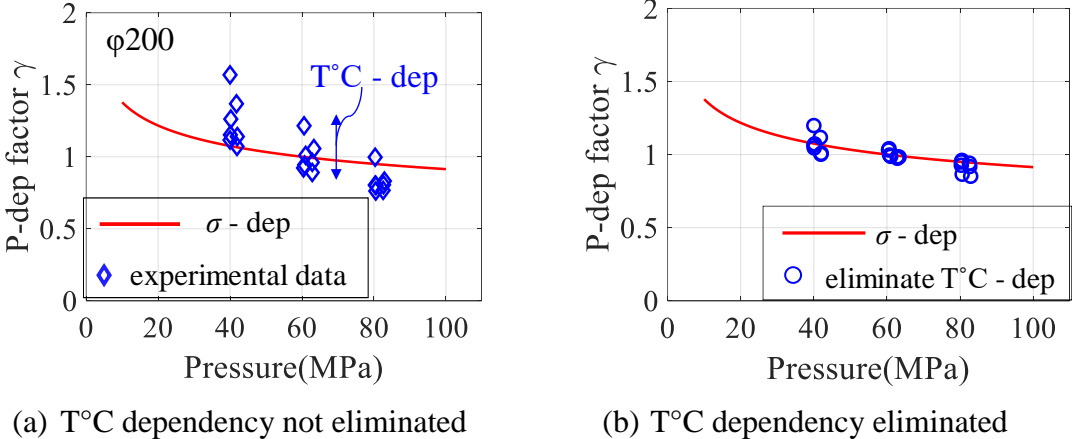 φ200
T°C - dep
P-dep factor γ
2
1.5
1
0.5
0
σ - dep
experimental data
0 20 40 60 80 100
Pressure(MPa)
(a) T°C dependency not eliminated
P-dep factor γ
2
1.5
1
0.5
0
σ - dep
eliminate T°C - dep
0 20 40 60 80 100
Pressure(MPa)
(b) T°C dependency eliminated